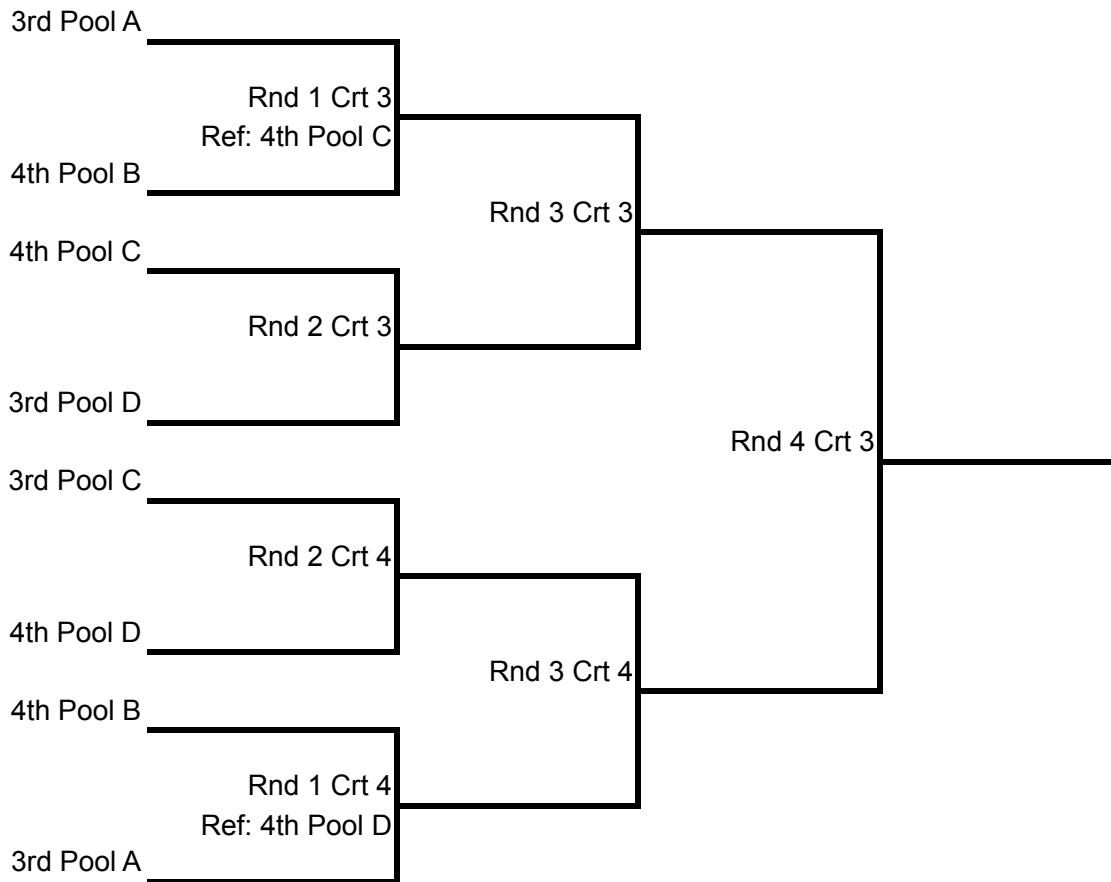 3rd Pool A
Rnd 1 Crt 3
Ref: 4th Pool C
4th Pool B
Rnd 3 Crt 3
4th Pool C
Rnd 2 Crt 3
3rd Pool D
Rnd 4 Crt 3
3rd Pool C
Rnd 2 Crt 4
4th Pool D
Rnd 3 Crt 4
4th Pool B
Rnd 1 Crt 4
Ref: 4th Pool D
3rd Pool A